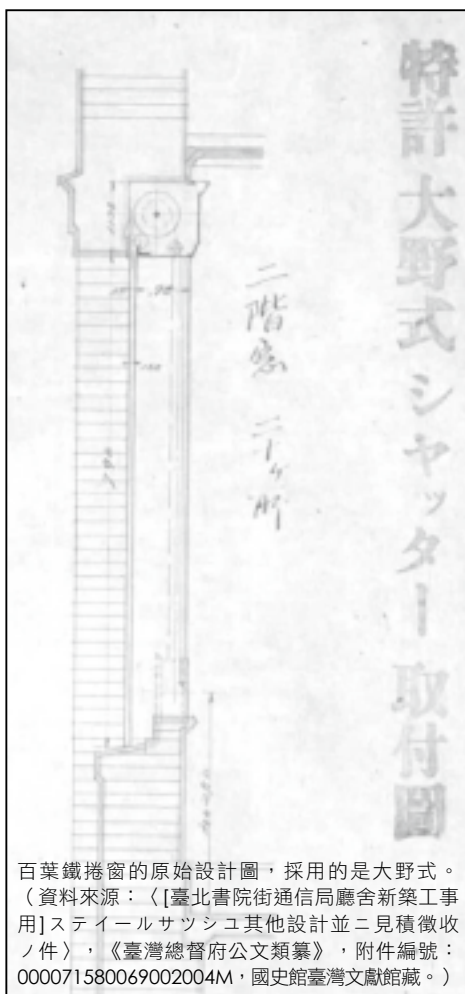 特許 大野式 シャッター 取付圖
二階窓 二十ヶ所
百葉鐵捲窗的原始設計圖，採用的是大野式。
（資料來源：〈[臺北書院街通信局廳舍新築工事
用]ステイールサツシユ其他設計並ニ見積徴收
ノ件〉，《臺灣總督府公文類纂》，附件編號：
000071580069002004M，國史館臺灣文獻館藏。）